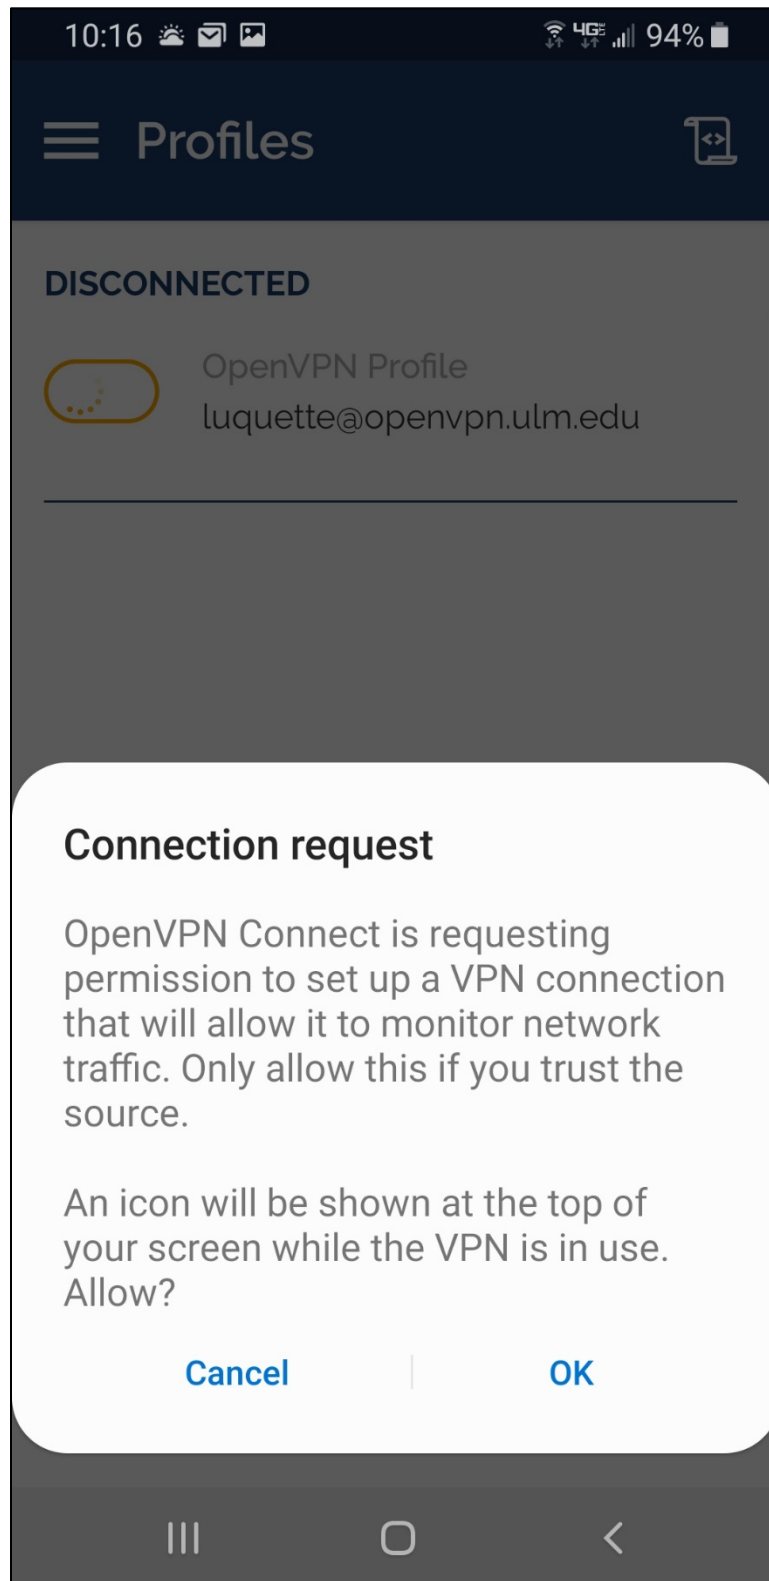 10:16 94%
Profiles
DISCONNECTED
OpenVPN Profile
luquette@openvpn.ulm.edu
Connection request
OpenVPN Connect is requesting
permission to set up a VPN connection
that will allow it to monitor network
traffic. Only allow this if you trust the
source.
An icon will be shown at the top of
your screen while the VPN is in use.
Allow?
Cancel OK